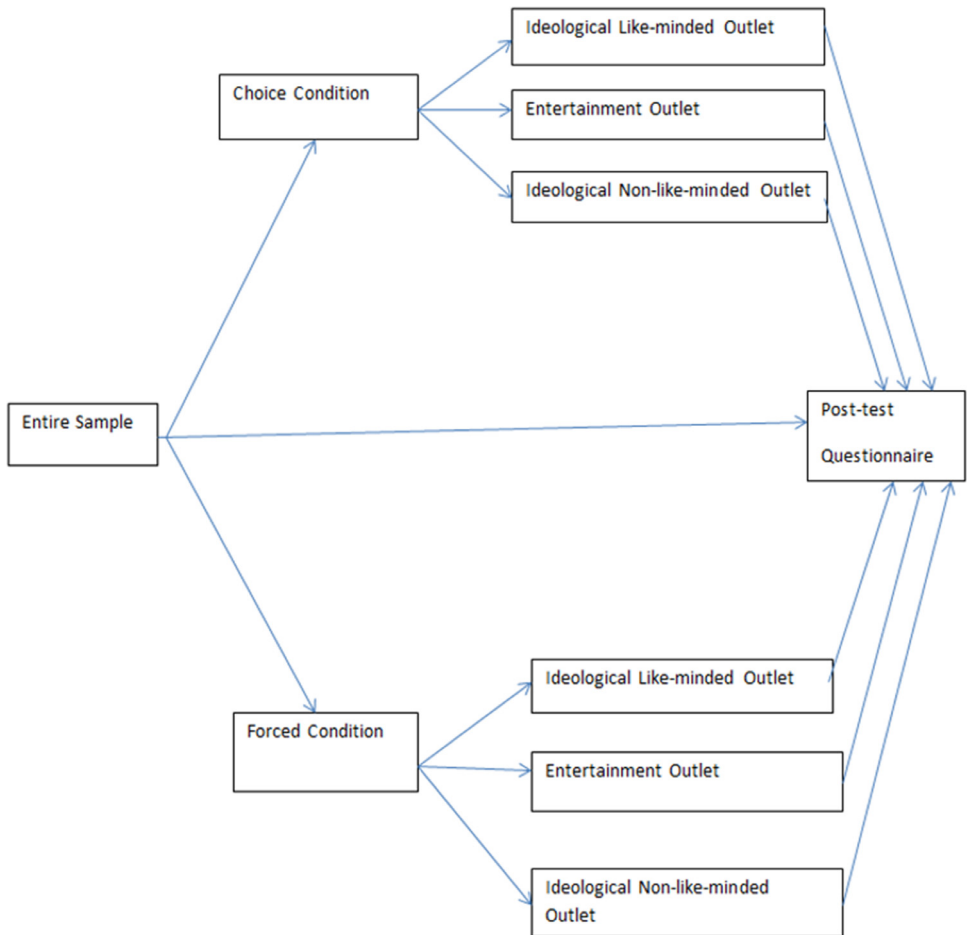 Ideological Like-minded Outlet
Choice Condition
Entertainment Outlet
Ideological Non-like-minded Outlet
Entire Sample
Post-test
Questionnaire
Ideological Like-minded Outlet
Forced Condition
Entertainment Outlet
Ideological Non-like-minded
Outlet